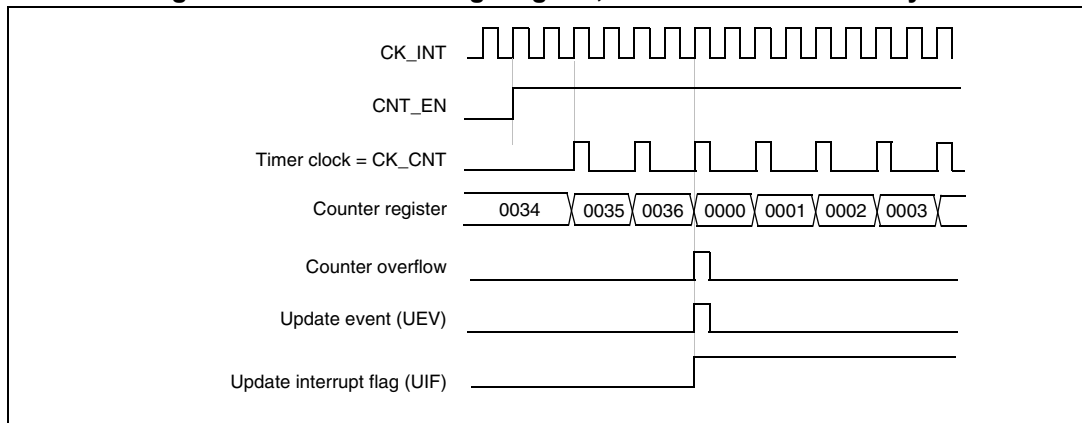 CK_INT
CNT_EN
Timer clock = CK_CNT
Counter register 0034 0035 0036 0000 0001 0002 0003
Counter overflow
Update event (UEV)
Update interrupt flag (UIF)